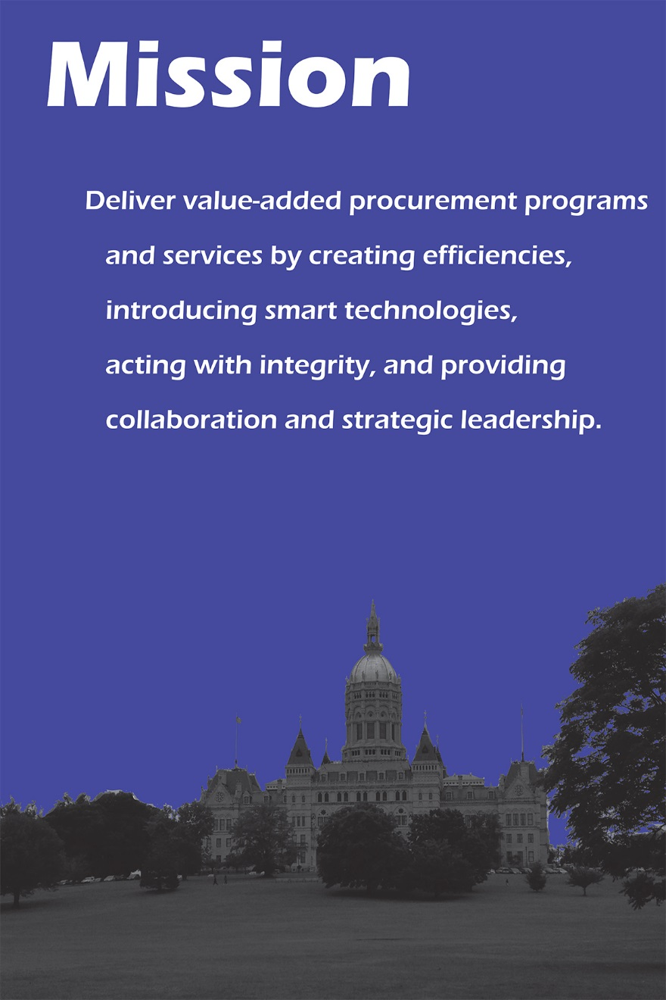 Mission
Deliver value-added procurement programs
and services by creating efficiencies,
introducing smart technologies,
acting with integrity, and providing
collaboration and strategic leadership.